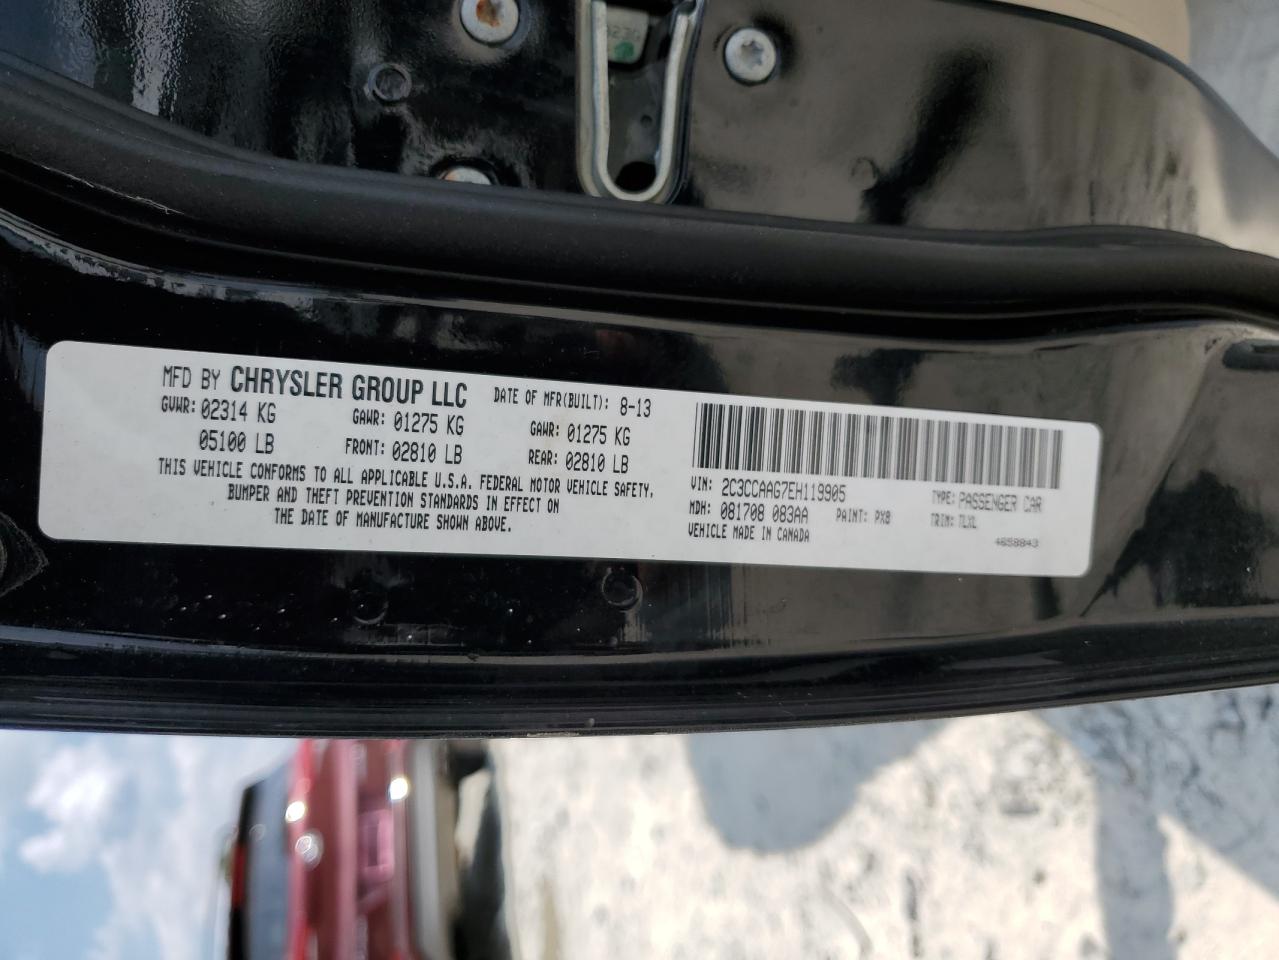 MFD BY CHRYSLER GROUP LLC DATE OF MFR(BUILT): 8-13
GVWR: 02314 KG GAWR: 01275 KG GAWR: 01275 KG
05100 LB FRONT: 02810 LB REAR: 02810 LB
THIS VEHICLE CONFORMS TO ALL APPLICABLE U.S.A. FEDERAL MOTOR VEHICLE SAFETY,
BUMPER AND THEFT PREVENTION STANDARDS IN EFFECT ON
THE DATE OF MANUFACTURE SHOWN ABOVE.
VIN: 2C3CCAAG7EH119905 TYPE: PASSENGER CAR
MDH: 081708 083AA PAINT: PX8 TRIM: TLXL
VEHICLE MADE IN CANADA 4658843